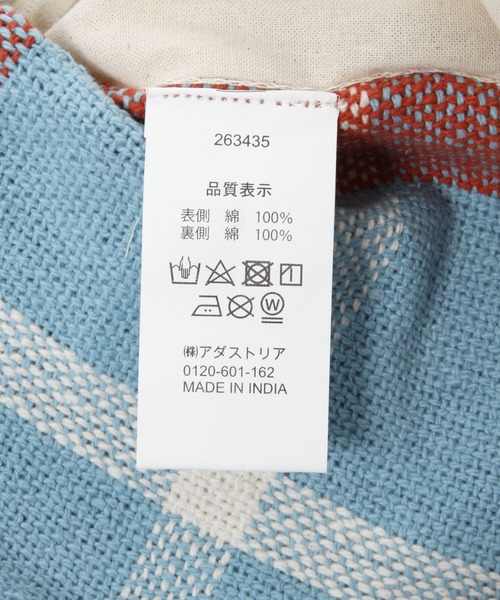 263435
品質表示
表側 綿 100%
裏側 綿 100%
W
㈱アダストリア
0120-601-162
MADE IN INDIA